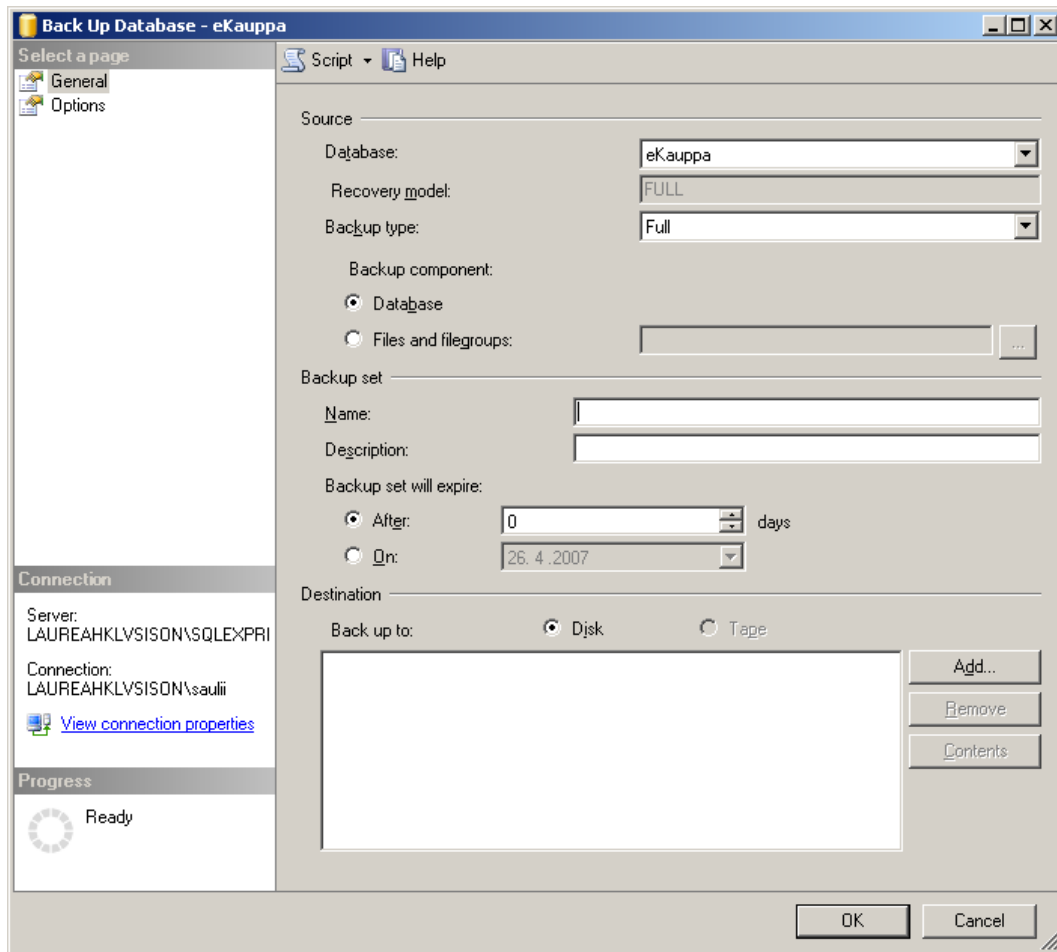 Back Up Database - eKauppa
Select a page
General
Options
Script Help
Source
Database: eKauppa
Recovery model: FULL
Backup type: Full
Backup component:
Database
Files and filegroups: ...
Backup set
Name:
Description:
Backup set will expire:
After: 0 days
On: 26. 4 .2007
Destination
Back up to: Disk Tape
Add...
Remove
Contents
Connection
Server:
LAUREAHKLVSISON\SQLEXPRI
Connection:
LAUREAHKLVSISON\saulii
View connection properties
Progress
Ready
OK Cancel